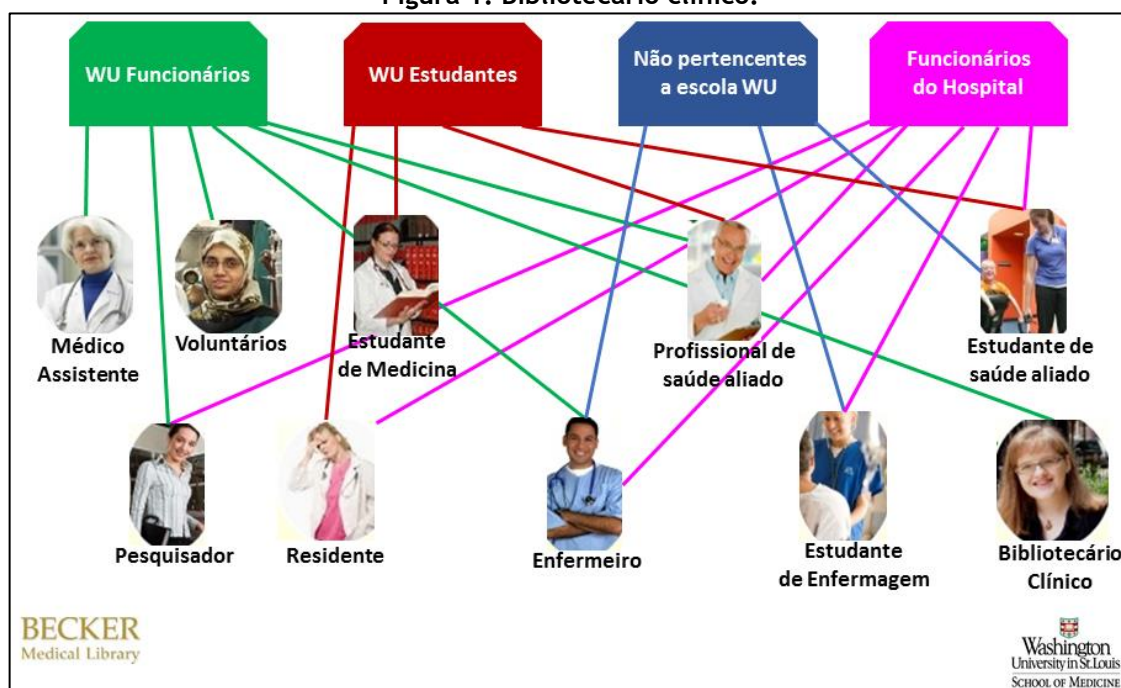 Figura 1. Bibliotecário clínico.
WU Funcionários
WU Estudantes
Não pertencentes
a escola WU
Funcionários
do Hospital
Médico
Assistente
Voluntários
Estudante
de Medicina
Profissional de
saúde aliado
Estudante de
saúde aliado
Pesquisador
Residente
Enfermeiro
Estudante
de Enfermagem
Bibliotecário
Clínico
BECKER
Medical Library
Washington
University in St. Louis
SCHOOL OF MEDICINE